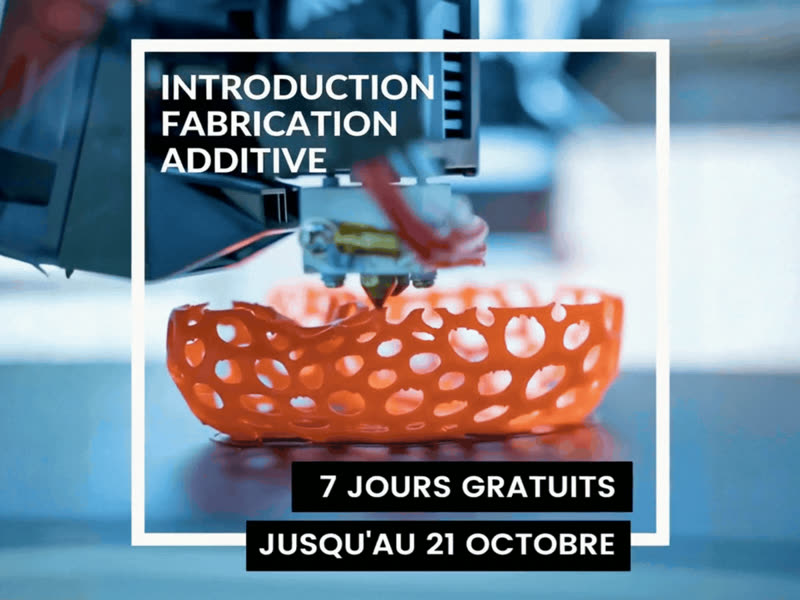 INTRODUCTION
FABRICATION
ADDITIVE
7 JOURS GRATUITS
JUSQU'AU 21 OCTOBRE